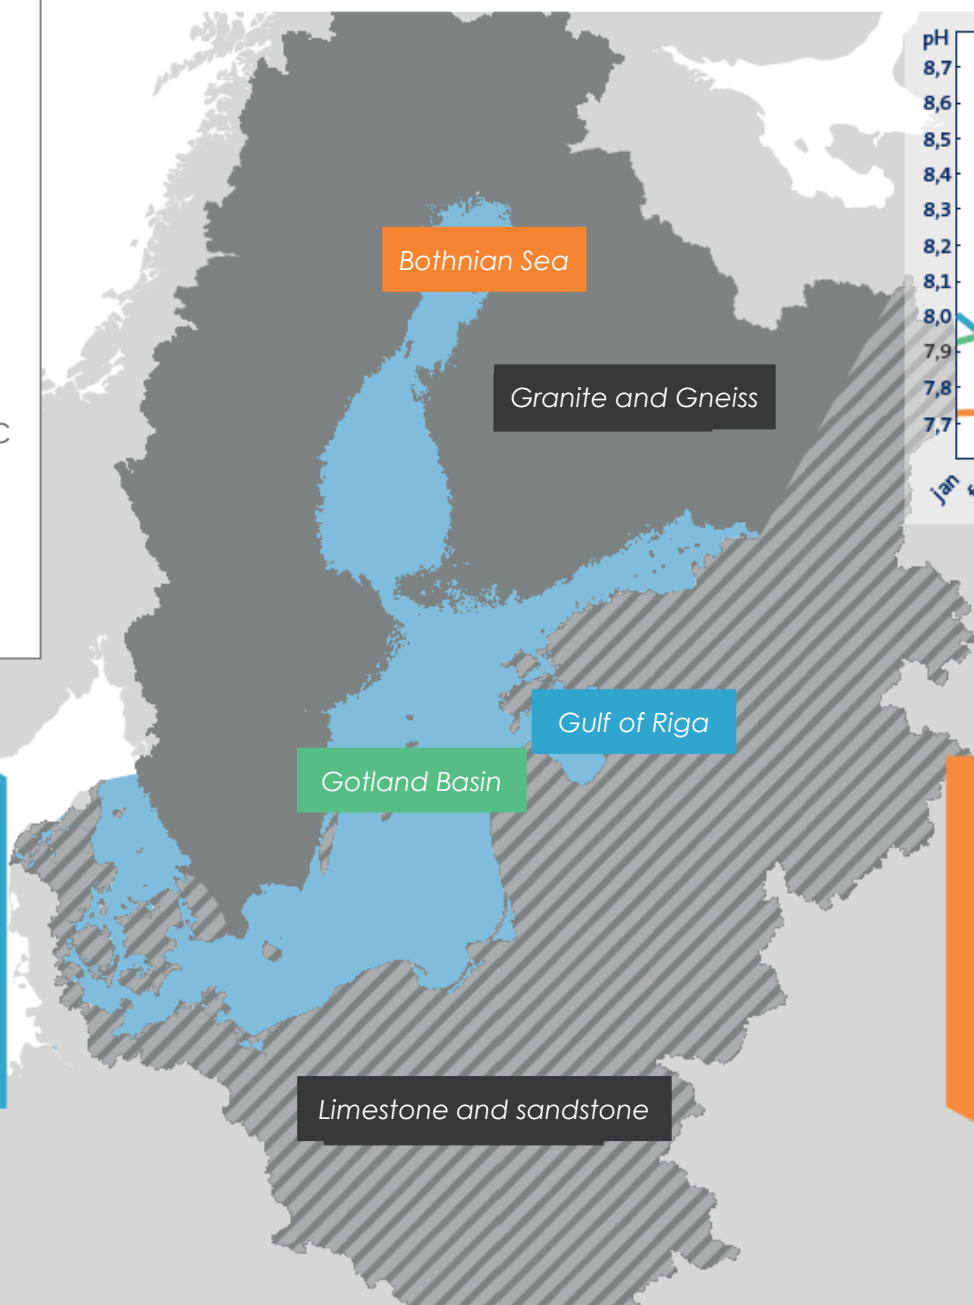 pH
8,7
8,6
8,5
8,4
8,3
8,2
8,1
8,0
7,9
7,8
7,7
jan
Bothnian Sea
Granite and Gneiss
C
Gulf of Riga
Gotland Basin
Limestone and sandstone